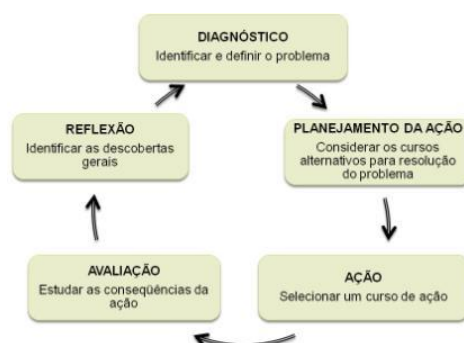 DIAGNÓSTICO
Identificar e definir o problema
PLANEJAMENTO DA AÇÃO
Considerar os cursos
alternativos para resolução
do problema
AÇÃO
Selecionar um curso de ação
AVALIAÇÃO
Estudar as conseqüências da
ação
REFLEXÃO
Identificar as descobertas
gerais